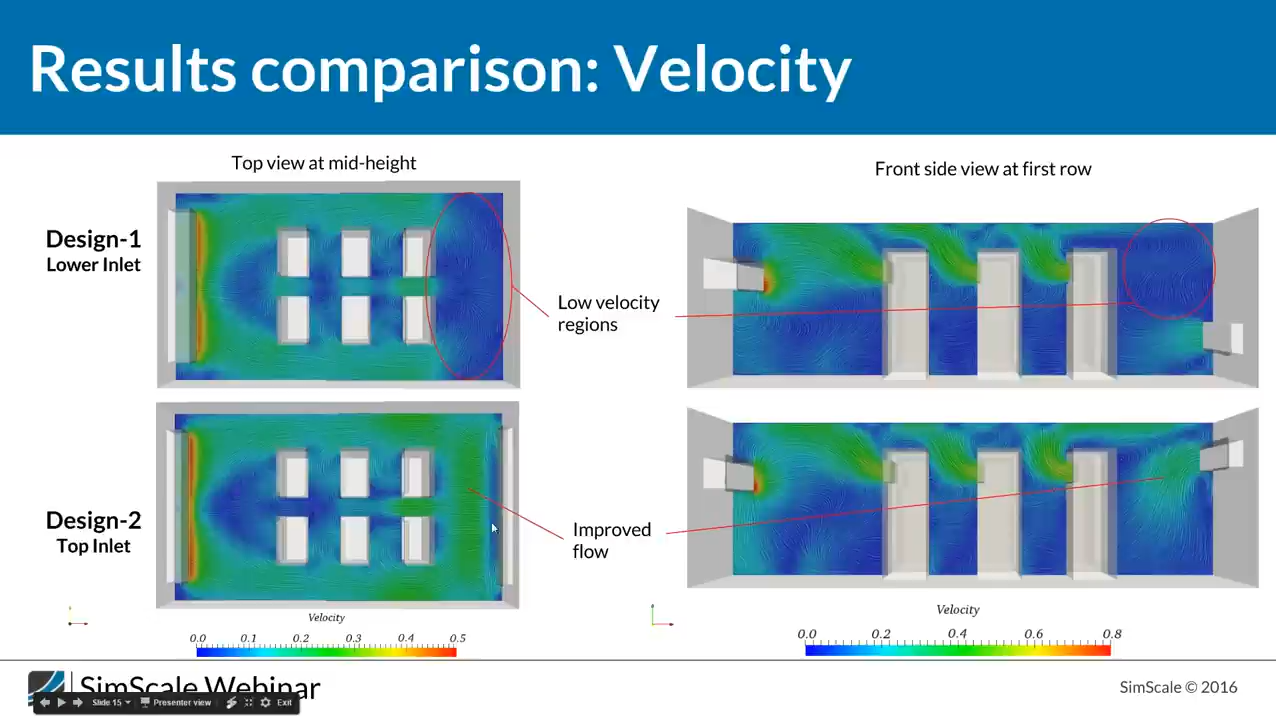 Results comparison: Velocity
Top view at mid-height
Front side view at first row
Design-1
Lower Inlet
Low velocity
regions
Design-2
Top Inlet
Improved
flow
Velocity
0.0 0.1 0.2 0.3 0.4 0.5
Velocity
0.0 0.2 0.4 0.6 0.8
SimScale Webinar
SimScale © 2016
Slide 15
Presenter view
Exit